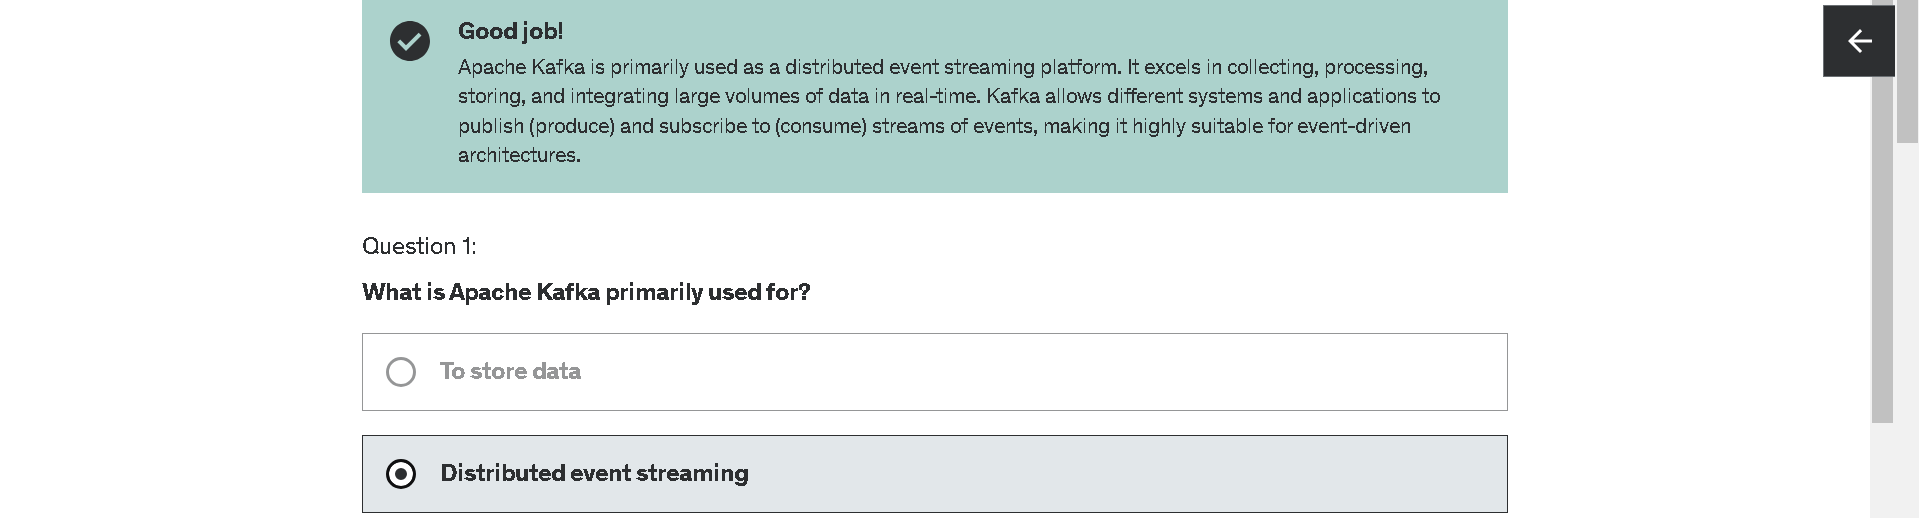 Good job!
Apache Kafka is primarily used as a distributed event streaming platform. It excels in collecting, processing,
storing, and integrating large volumes of data in real-time. Kafka allows different systems and applications to
publish (produce) and subscribe to (consume) streams of events, making it highly suitable for event-driven
architectures.
Question 1:
What is Apache Kafka primarily used for?
To store data
Distributed event streaming